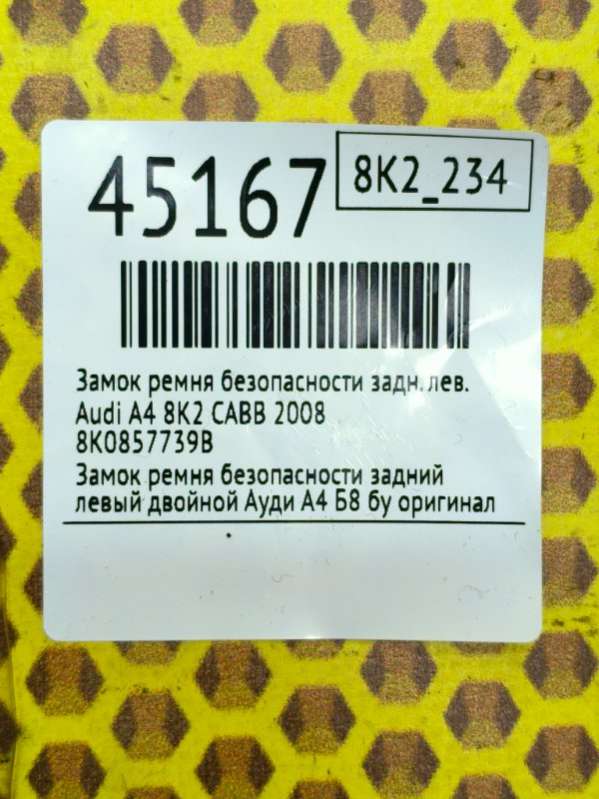 45167
8K2_234
Замок ремня безопасности задн. лев.
Audi A4 8K2 CABB 2008
8K0857739B
Замок ремня безопасности задний
левый двойной Ауди А4 Б8 бу оригинал